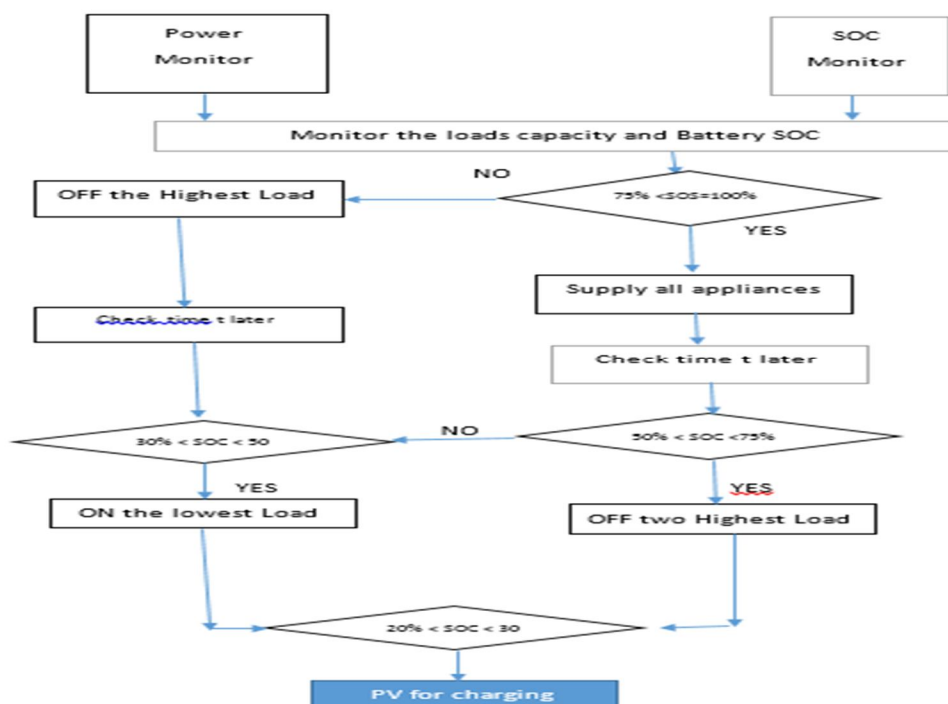 Power
Monitor
SOC
Monitor
Monitor the loads capacity and Battery SOC
NO
OFF the Highest Load
75% <SOS=100%
YES
Supply all appliances
Check time t later
Check time t later
30% < SOC < 50
NO
50% < SOC <75%
YES
YES
ON the lowest Load
OFF two Highest Load
20% < SOC < 30
PV for charging